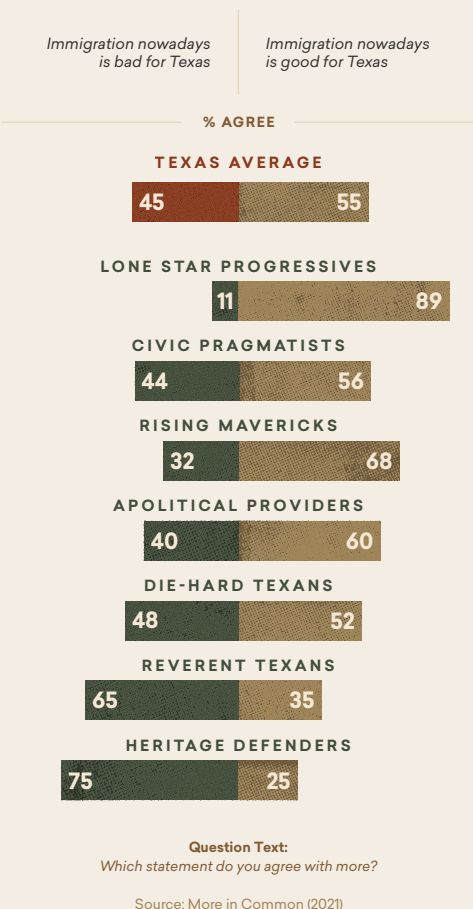 Immigration nowadays
is bad for Texas
Immigration nowadays
is good for Texas
% AGREE
TEXAS AVERAGE
45 55
LONE STAR PROGRESSIVES
11 89
CIVIC PRAGMATISTS
44 56
RISING MAVERICKS
32 68
APOLITICAL PROVIDERS
40 60
DIE-HARD TEXANS
48 52
REVERENT TEXANS
65 35
HERITAGE DEFENDERS
75 25
Question Text:
Which statement do you agree with more?
Source: More in Common (2021)